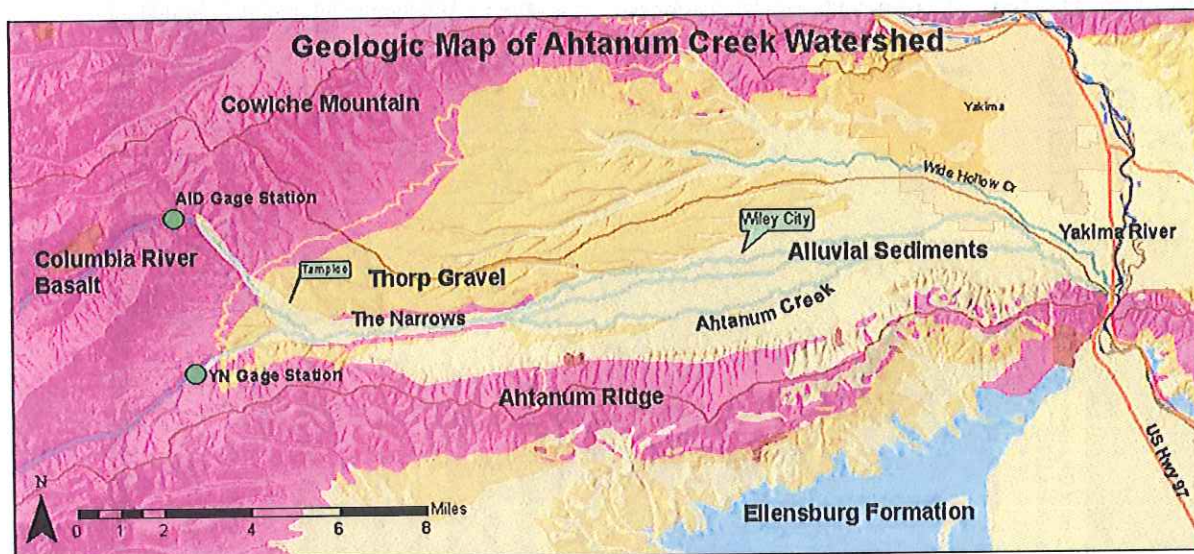 Geologic Map of Ahtanum Creek Watershed
Cowiche Mountain
Yakima
AID Gage Station
Wide Hollow Cr
Wiley City
Yakima River
Columbia River
Basalt
Tampico
Thorp Gravel
Alluvial Sediments
The Narrows
Ahtanum Creek
YN Gage Station
Ahtanum Ridge
US Hwy 97
N
Miles
0 1 2 4 6 8
Ellensburg Formation